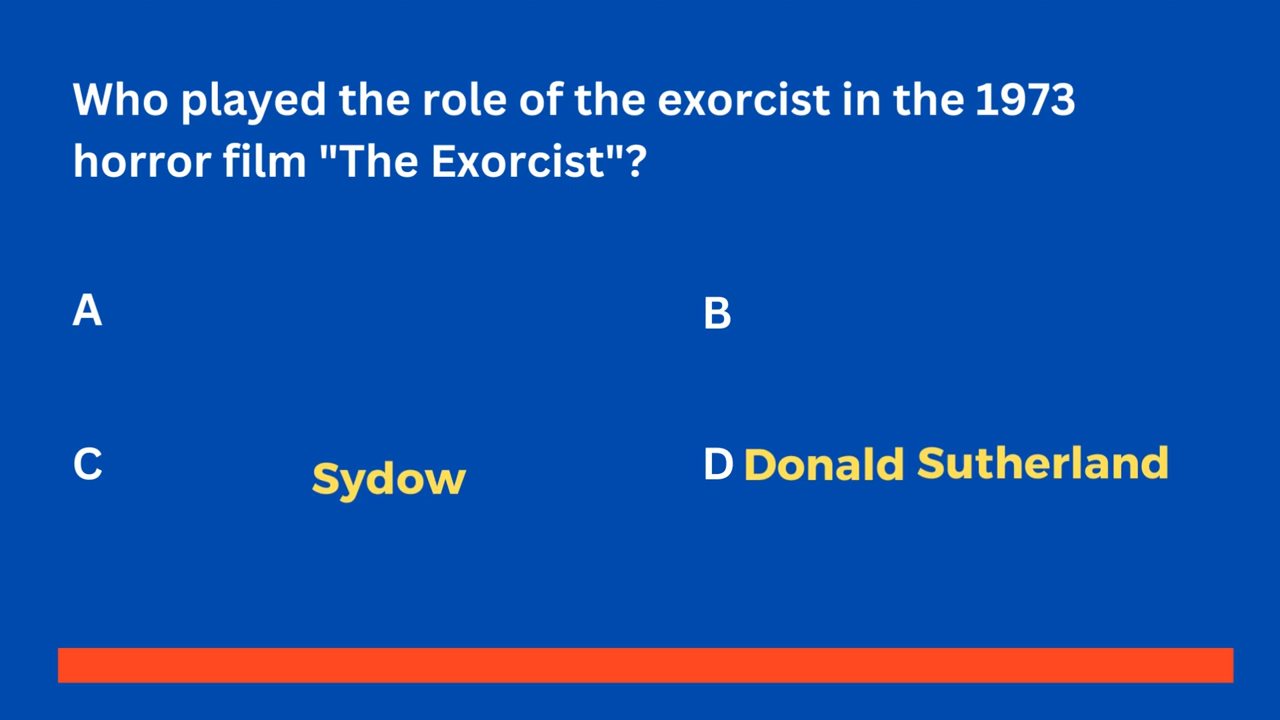 Who played the role of the exorcist in the 1973
horror film "The Exorcist"?
A
B
C Sydow
D Donald Sutherland